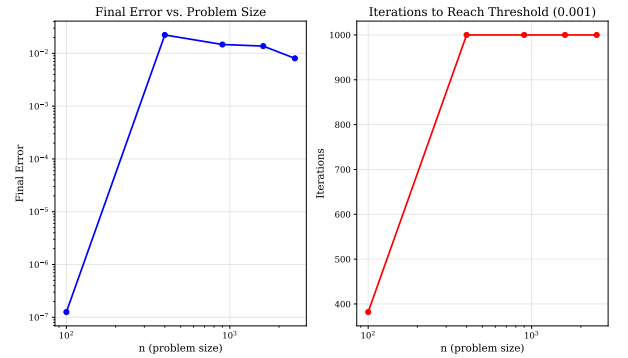 Final Error vs. Problem Size
Final Error
10⁻²
10⁻³
10⁻⁴
10⁻⁵
10⁻⁶
10⁻⁷
10²
10³
n (problem size)
Iterations to Reach Threshold (0.001)
Iterations
1000
900
800
700
600
500
400
10²
10³
n (problem size)